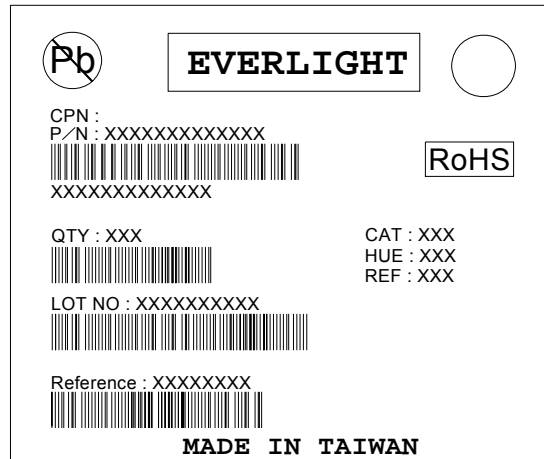 Pb
EVERLIGHT
CPN :
P/N : XXXXXXXXXXXXX
RoHS
XXXXXXXXXXXXX
QTY : XXX
CAT : XXX
HUE : XXX
REF : XXX
LOT NO : XXXXXXXXXX
Reference : XXXXXXXX
MADE IN TAIWAN